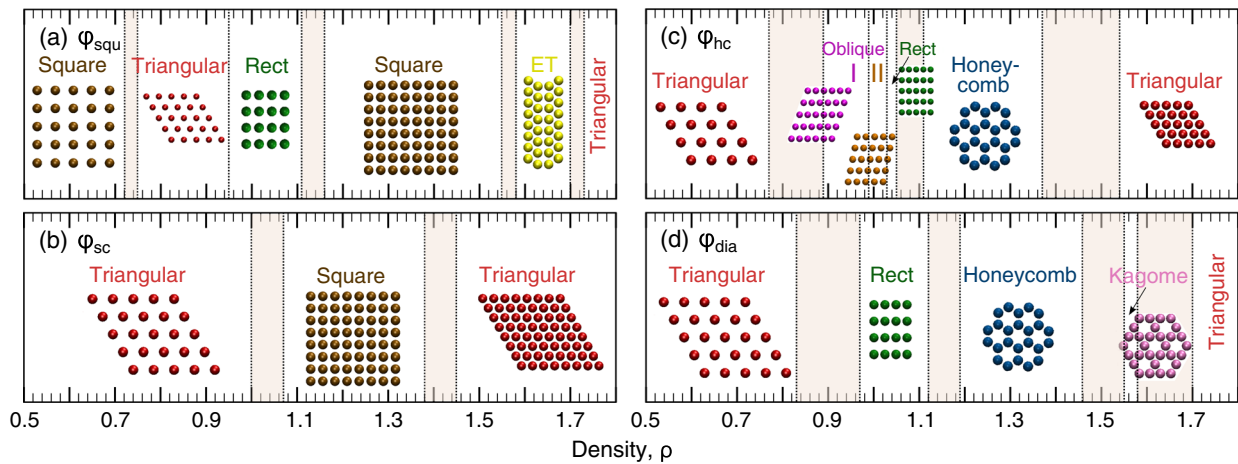 (a) φsqu
Square
Triangular
Rect
Square
ET
Triangular
(b) φsc
Triangular
Square
Triangular
0.5 0.7 0.9 1.1 1.3 1.5 1.7
(c) φhc
Triangular
Oblique
I
II
Rect
Honey-
comb
Triangular
(d) φdia
Triangular
Rect
Honeycomb
Kagome
Triangular
0.5 0.7 0.9 1.1 1.3 1.5 1.7
Density, ρ